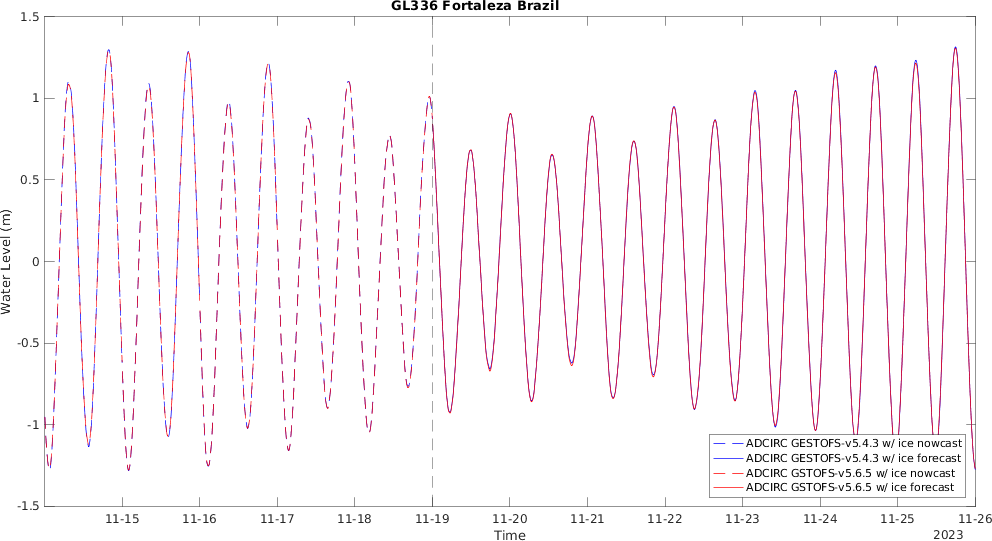 GL336 Fortaleza Brazil
1.5
1
0.5
0
-0.5
-1
-1.5
Water Level (m)
ADCIRC GESTOFS-v5.4.3 w/ ice nowcast
ADCIRC GESTOFS-v5.4.3 w/ ice forecast
ADCIRC GSTOFS-v5.6.5 w/ ice nowcast
ADCIRC GSTOFS-v5.6.5 w/ ice forecast
11-15 11-16 11-17 11-18 11-19 11-20 11-21 11-22 11-23 11-24 11-25 11-26
Time
2023